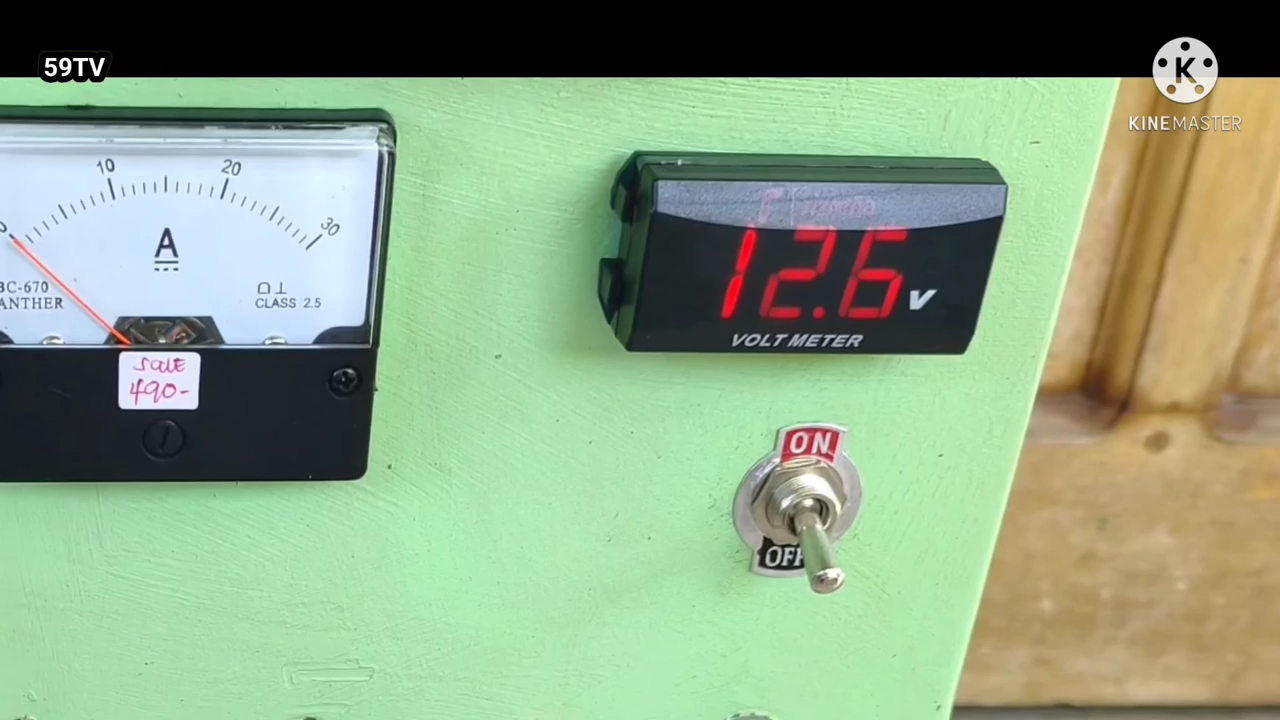 59TV
KINEMASTER
0 10 20 30
A
BC-670
ANTHER
CLASS 2.5
SALE
490-
12.6 V
VOLT METER
ON
OFF